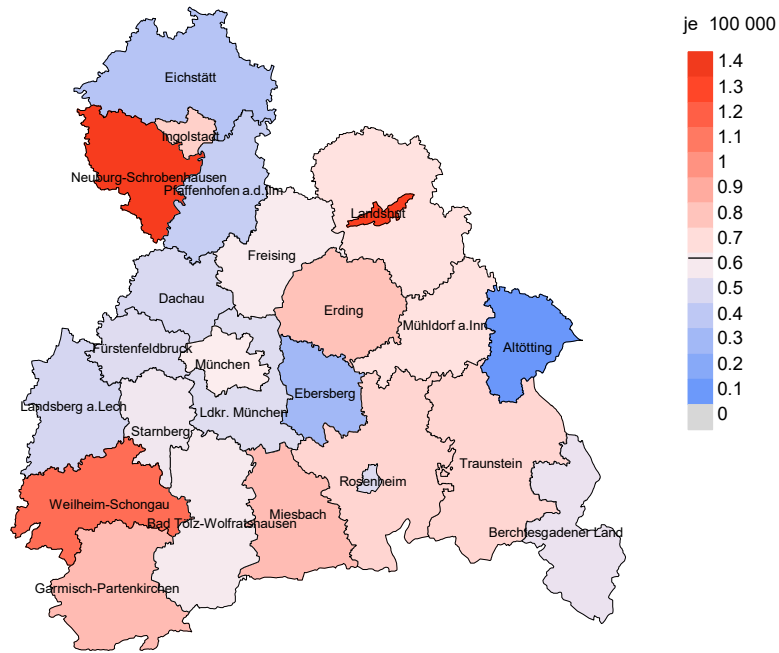 je 100 000
1.4
1.3
1.2
1.1
1
0.9
0.8
0.7
0.6
0.5
0.4
0.3
0.2
0.1
0
Eichstätt
Ingolstadt
Neuburg-Schrobenhausen
Pfaffenhofen a.d.Ilm
Landshut
Freising
Dachau
Erding
Mühldorf a.Inn
Altötting
Fürstenfeldbruck
München
Ebersberg
Landsberg a.Lech
Ldkr. München
Starnberg
Traunstein
Rosenheim
Weilheim-Schongau
Miesbach
Bad Tölz-Wolfratshausen
Berchtesgadener Land
Garmisch-Partenkirchen